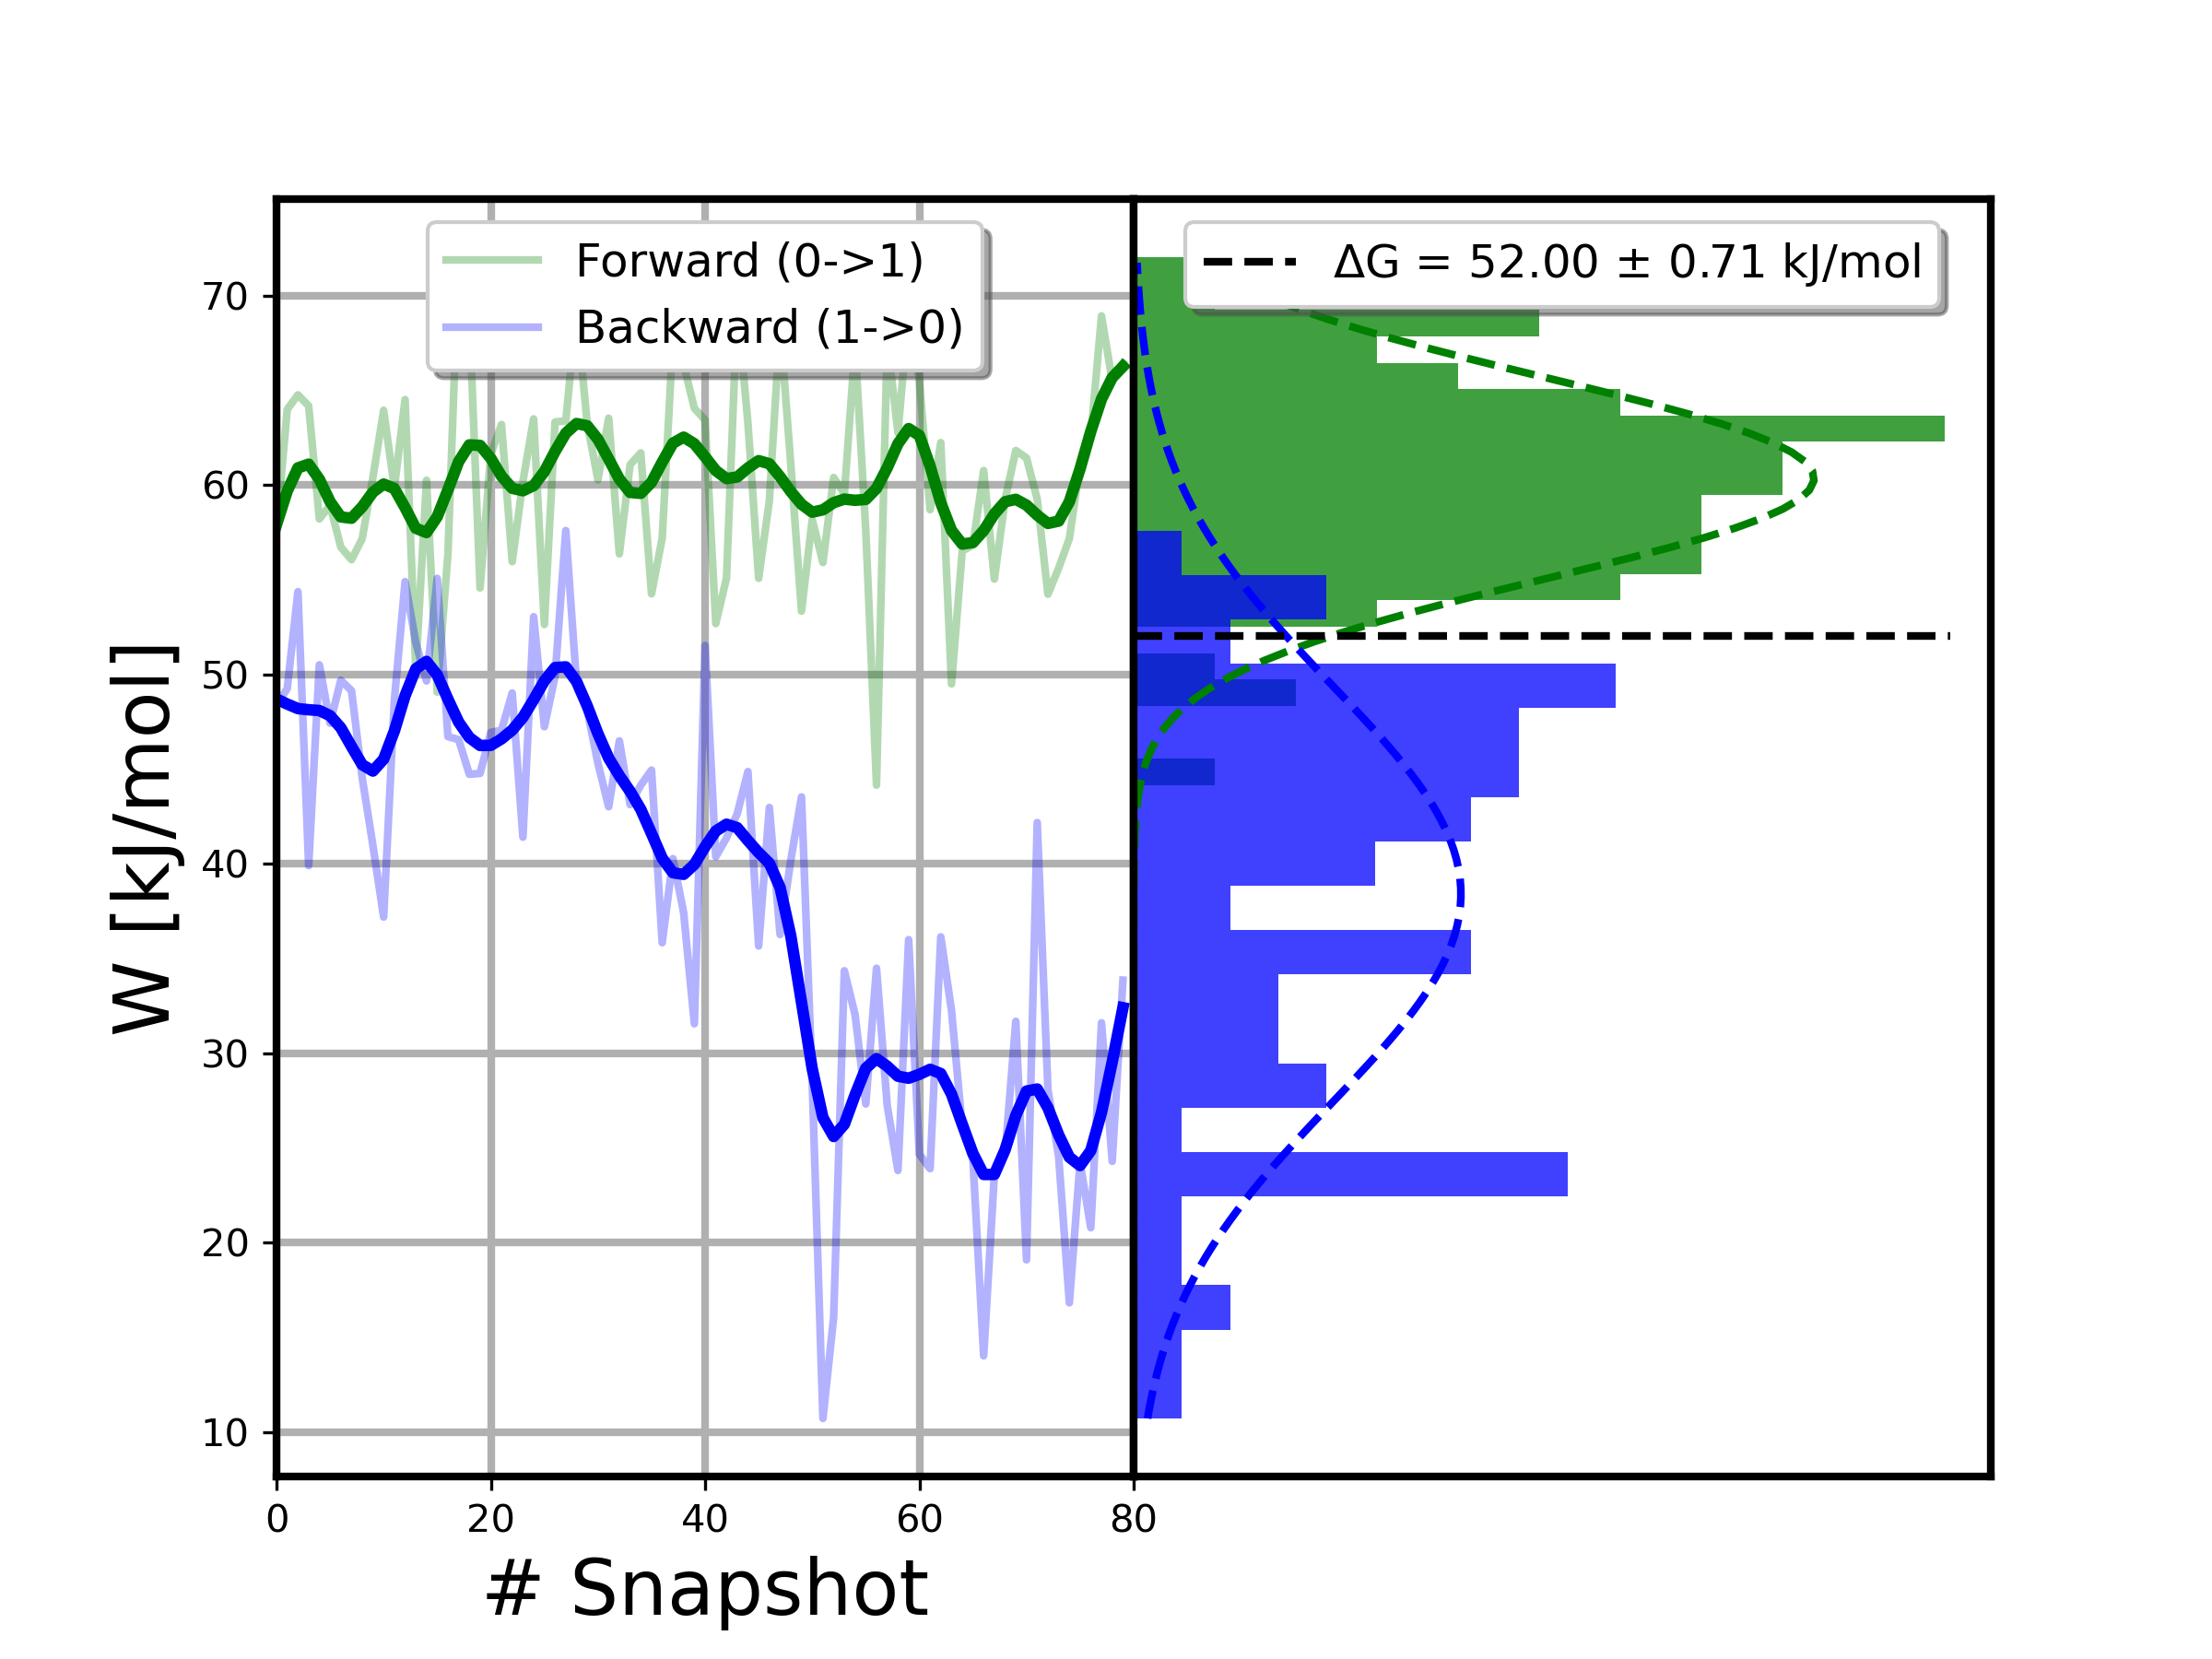 Forward (0->1)
Backward (1->0)
ΔG = 52.00 ± 0.71 kJ/mol
W [kJ/mol]
70
60
50
40
30
20
10
0 20 40 60 80
# Snapshot